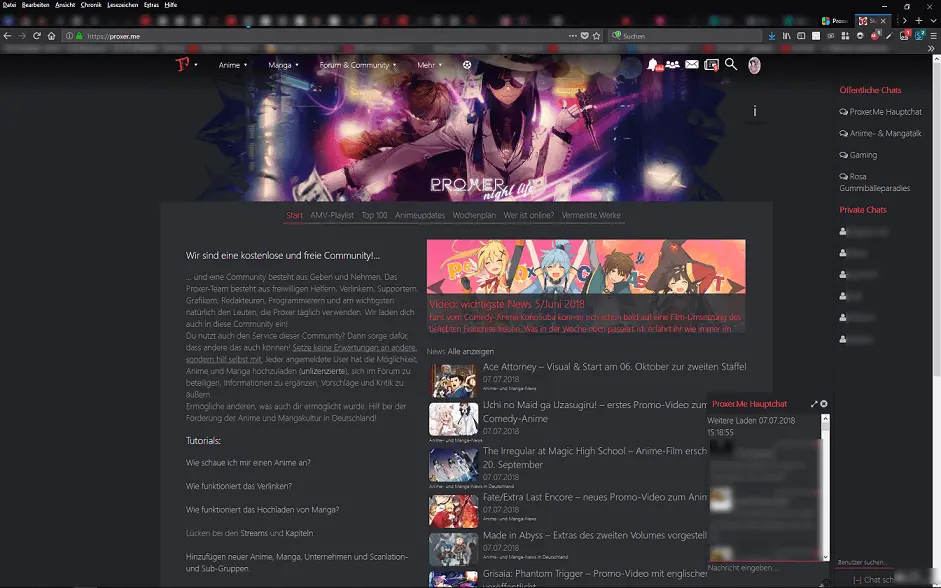 Datei Bearbeiten Ansicht Chronik Lesezeichen Extras Hilfe
Proxe
https://proxer.me
Suchen
Anime Manga Forum & Community Mehr
PROXER
night life
Öffentliche Chats
Proxer.Me Hauptchat
Anime- & Mangatalk
Gaming
Rosa
Gummibälleparadies
Private Chats
Start AMV-Playlist Top 100 Animeupdates Wochenplan Wer ist online? Vermerkte Werke
Wir sind eine kostenlose und freie Community!...
... und eine Community besteht aus Geben und Nehmen. Das
Proxer-Team besteht aus freiwilligen Helfern, Verlinkern, Supportern,
Grafikern, Redakteuren, Programmierern und am wichtigsten
natürlich den Leuten, die Proxer täglich verwenden. Wir laden dich
auch in diese Community ein!
Du nutzt auch den Service dieser Community? Dann sorge dafür,
dass andere das auch können! Setze keine Erwartungen an andere,
sondern hilf selbst mit. Jeder angemeldete User hat die Möglichkeit,
Anime und Manga hochzuladen (unlizenzierte), sich im Forum zu
beteiligen, Informationen zu ergänzen, Vorschläge und Kritik zu
äußern.
Ermögliche anderen, was auch dir ermöglicht wurde. Hilf bei der
Förderung der Anime und Mangakultur in Deutschland!
Tutorials:
Wie schaue ich mir einen Anime an?
Wie funktioniert das Verlinken?
Wie funktioniert das Hochladen von Manga?
Lücken bei den Streams und Kapiteln
Hinzufügen neuer Anime, Manga, Unternehmen und Scanlation-
und Sub-Gruppen.
Video: wichtigste News 5/Juni 2018
Fans vom Comedy-Anime KonoSuba können sich schon bald auf eine Film-Umsetzung des
beliebten Franchise freuen. Was in der Woche noch passiert ist, erfahrt ihr wie immer im
News Alle anzeigen
Ace Attorney – Visual & Start am 06. Oktober zur zweiten Staffel
07.07.2018
Anime- und Manga-News
Uchi no Maid ga Uzasugiru! – erstes Promo-Video zum
Comedy-Anime
07.07.2018
Anime- und Manga-News
The Irregular at Magic High School – Anime-Film ersch
20. September
07.07.2018
Anime- und Manga-News in Deutschland
Fate/Extra Last Encore – neues Promo-Video zum Anim
07.07.2018
Anime- und Manga-News
Made in Abyss – Extras des zweiten Volumes vorgestell
07.07.2018
Anime- und Manga-News in Deutschland
Grisaia: Phantom Trigger – Promo-Video mit englischer
veröffentlicht
Proxer.Me Hauptchat
Weitere Laden 07.07.2018
15:18:55
Nachricht eingeben ...
Benutzer suchen...
[-] Chat sch